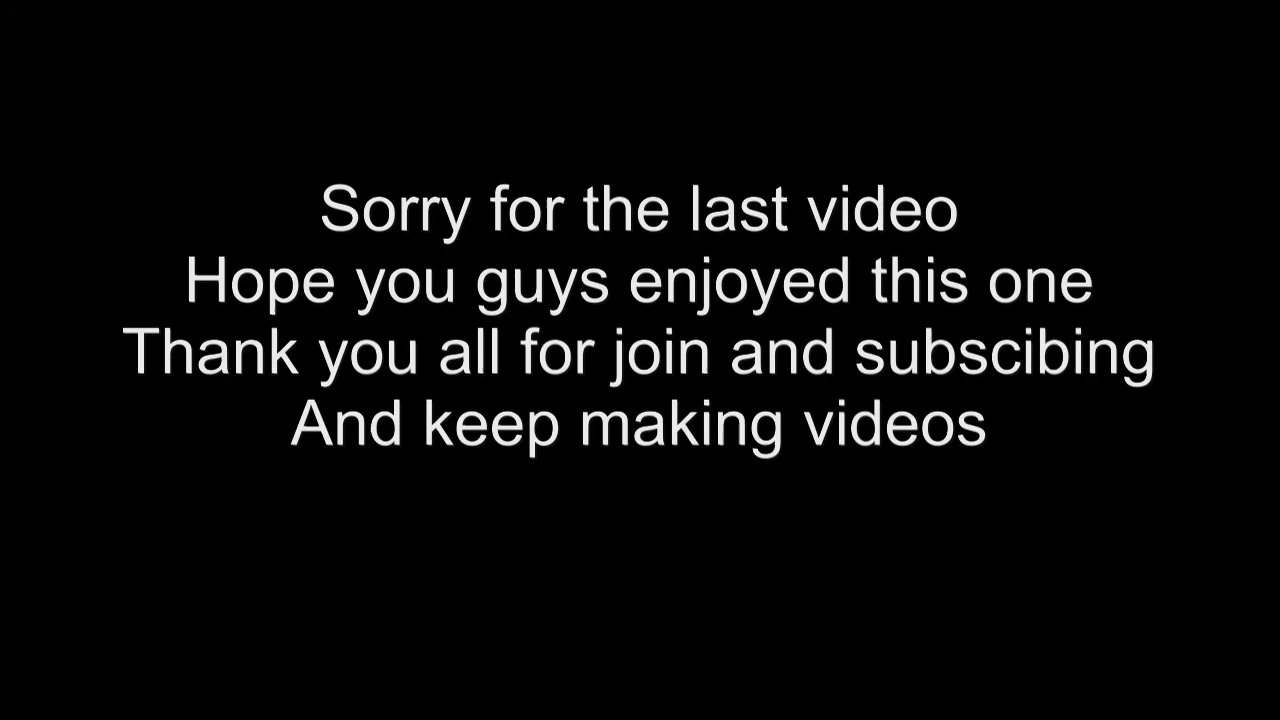 Sorry for the last video
Hope you guys enjoyed this one
Thank you all for join and subscibing
And keep making videos